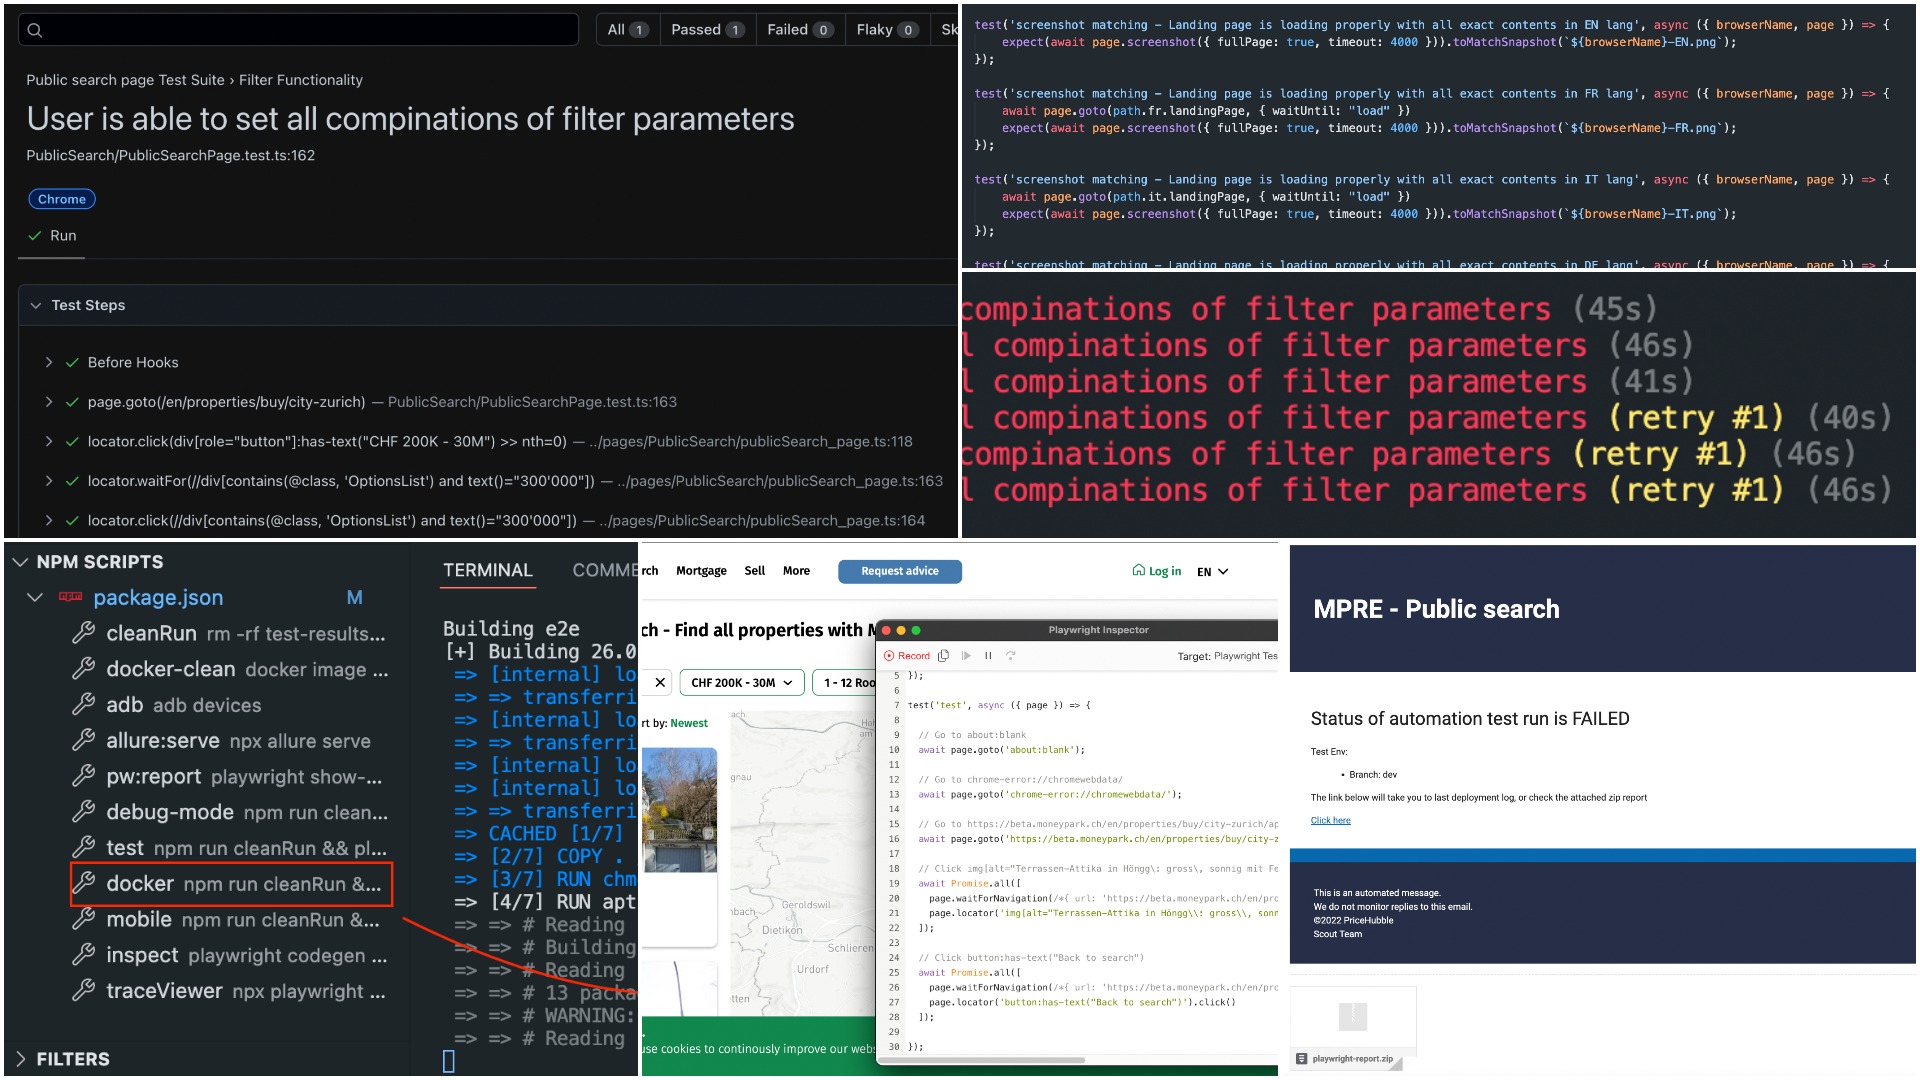 All 1 Passed 1 Failed 0 Flaky 0 Sk
Public search page Test Suite › Filter Functionality
User is able to set all compinations of filter parameters
PublicSearch/PublicSearchPage.test.ts:162
Chrome
Run
Test Steps
Before Hooks
page.goto(/en/properties/buy/city-zurich) — PublicSearch/PublicSearchPage.test.ts:163
locator.click(div[role="button"]:has-text("CHF 200K - 30M") >> nth=0) — ../pages/PublicSearch/publicSearch_page.ts:118
locator.waitFor(//div[contains(@class, 'OptionsList') and text()="300'000"]) — ../pages/PublicSearch/publicSearch_page.ts:163
locator.click(//div[contains(@class, 'OptionsList') and text()="300'000"]) — ../pages/PublicSearch/publicSearch_page.ts:164
test('screenshot matching – Landing page is loading properly with all exact contents in EN lang', async ({ browserName, page }) => {
expect(await page.screenshot({ fullPage: true, timeout: 4000 })).toMatchSnapshot(`${browserName}-EN.png`);
});
test('screenshot matching – Landing page is loading properly with all exact contents in FR lang', async ({ browserName, page }) => {
await page.goto(path.fr.landingPage, { waitUntil: "load" })
expect(await page.screenshot({ fullPage: true, timeout: 4000 })).toMatchSnapshot(`${browserName}-FR.png`);
});
test('screenshot matching – Landing page is loading properly with all exact contents in IT lang', async ({ browserName, page }) => {
await page.goto(path.it.landingPage, { waitUntil: "load" })
expect(await page.screenshot({ fullPage: true, timeout: 4000 })).toMatchSnapshot(`${browserName}-IT.png`);
});
test('screenshot matching – Landing page is loading properly with all exact contents in DE lang', async ({ browserName, page }) => {
compinations of filter parameters (45s)
l compinations of filter parameters (46s)
l compinations of filter parameters (41s)
l compinations of filter parameters (retry #1) (40s)
compinations of filter parameters (retry #1) (46s)
l compinations of filter parameters (retry #1) (46s)
NPM SCRIPTS
package.json M
cleanRun rm -rf test-results...
docker-clean docker image ...
adb adb devices
allure:serve npx allure serve
pw:report playwright show-...
debug-mode npm run clean...
test npm run cleanRun && pl...
docker npm run cleanRun &...
mobile npm run cleanRun &...
inspect playwright codegen ...
traceViewer npx playwright ...
FILTERS
TERMINAL COMME
Building e2e
[+] Building 26.0
=> [internal] lo
=> => transferri
=> [internal] lo
=> => transferri
=> [internal] lo
=> [internal] lo
=> => transferri
=> CACHED [1/7]
=> [2/7] COPY .
=> [3/7] RUN chm
=> [4/7] RUN apt
=> => # Reading
=> => # Building
=> => # Reading
=> => # 13 packa
=> => # WARNING:
=> => # Reading
rch Mortgage Sell More Request advice Log in EN
ch - Find all properties with M
CHF 200K - 30M 1 - 12 Roo
rt by: Newest
ach
gnau
nbach
Geroldswil
Dietikon
Schlieren
Urdorf
etten
use cookies to continously improve our webs
Playwright Inspector
Record Target: Playwright Tes
5 });
6
7 test('test', async ({ page }) => {
8
9 // Go to about:blank
10 await page.goto('about:blank');
11
12 // Go to chrome-error://chromewebdata/
13 await page.goto('chrome-error://chromewebdata/');
14
15 // Go to https://beta.moneypark.ch/en/properties/buy/city-zurich/ap
16 await page.goto('https://beta.moneypark.ch/en/properties/buy/city-z
17
18 // Click img[alt="Terrassen-Attika in Höngg\: gross\, sonnig mit Fe
19 await Promise.all([
20 page.waitForNavigation(/*{ url: 'https://beta.moneypark.ch/en/pro
21 page.locator('img[alt="Terrassen-Attika in Höngg\\: gross\\, sonn
22 ]);
23
24 // Click button:has-text("Back to search")
25 await Promise.all([
26 page.waitForNavigation(/*{ url: 'https://beta.moneypark.ch/en/pro
27 page.locator('button:has-text("Back to search")').click()
28 ]);
29
30 });
MPRE - Public search
Status of automation test run is FAILED
Test Env:
• Branch: dev
The link below will take you to last deployment log, or check the attached zip report
Click here
This is an automated message.
We do not monitor replies to this email.
©2022 PriceHubble
Scout Team
playwright-report.zip